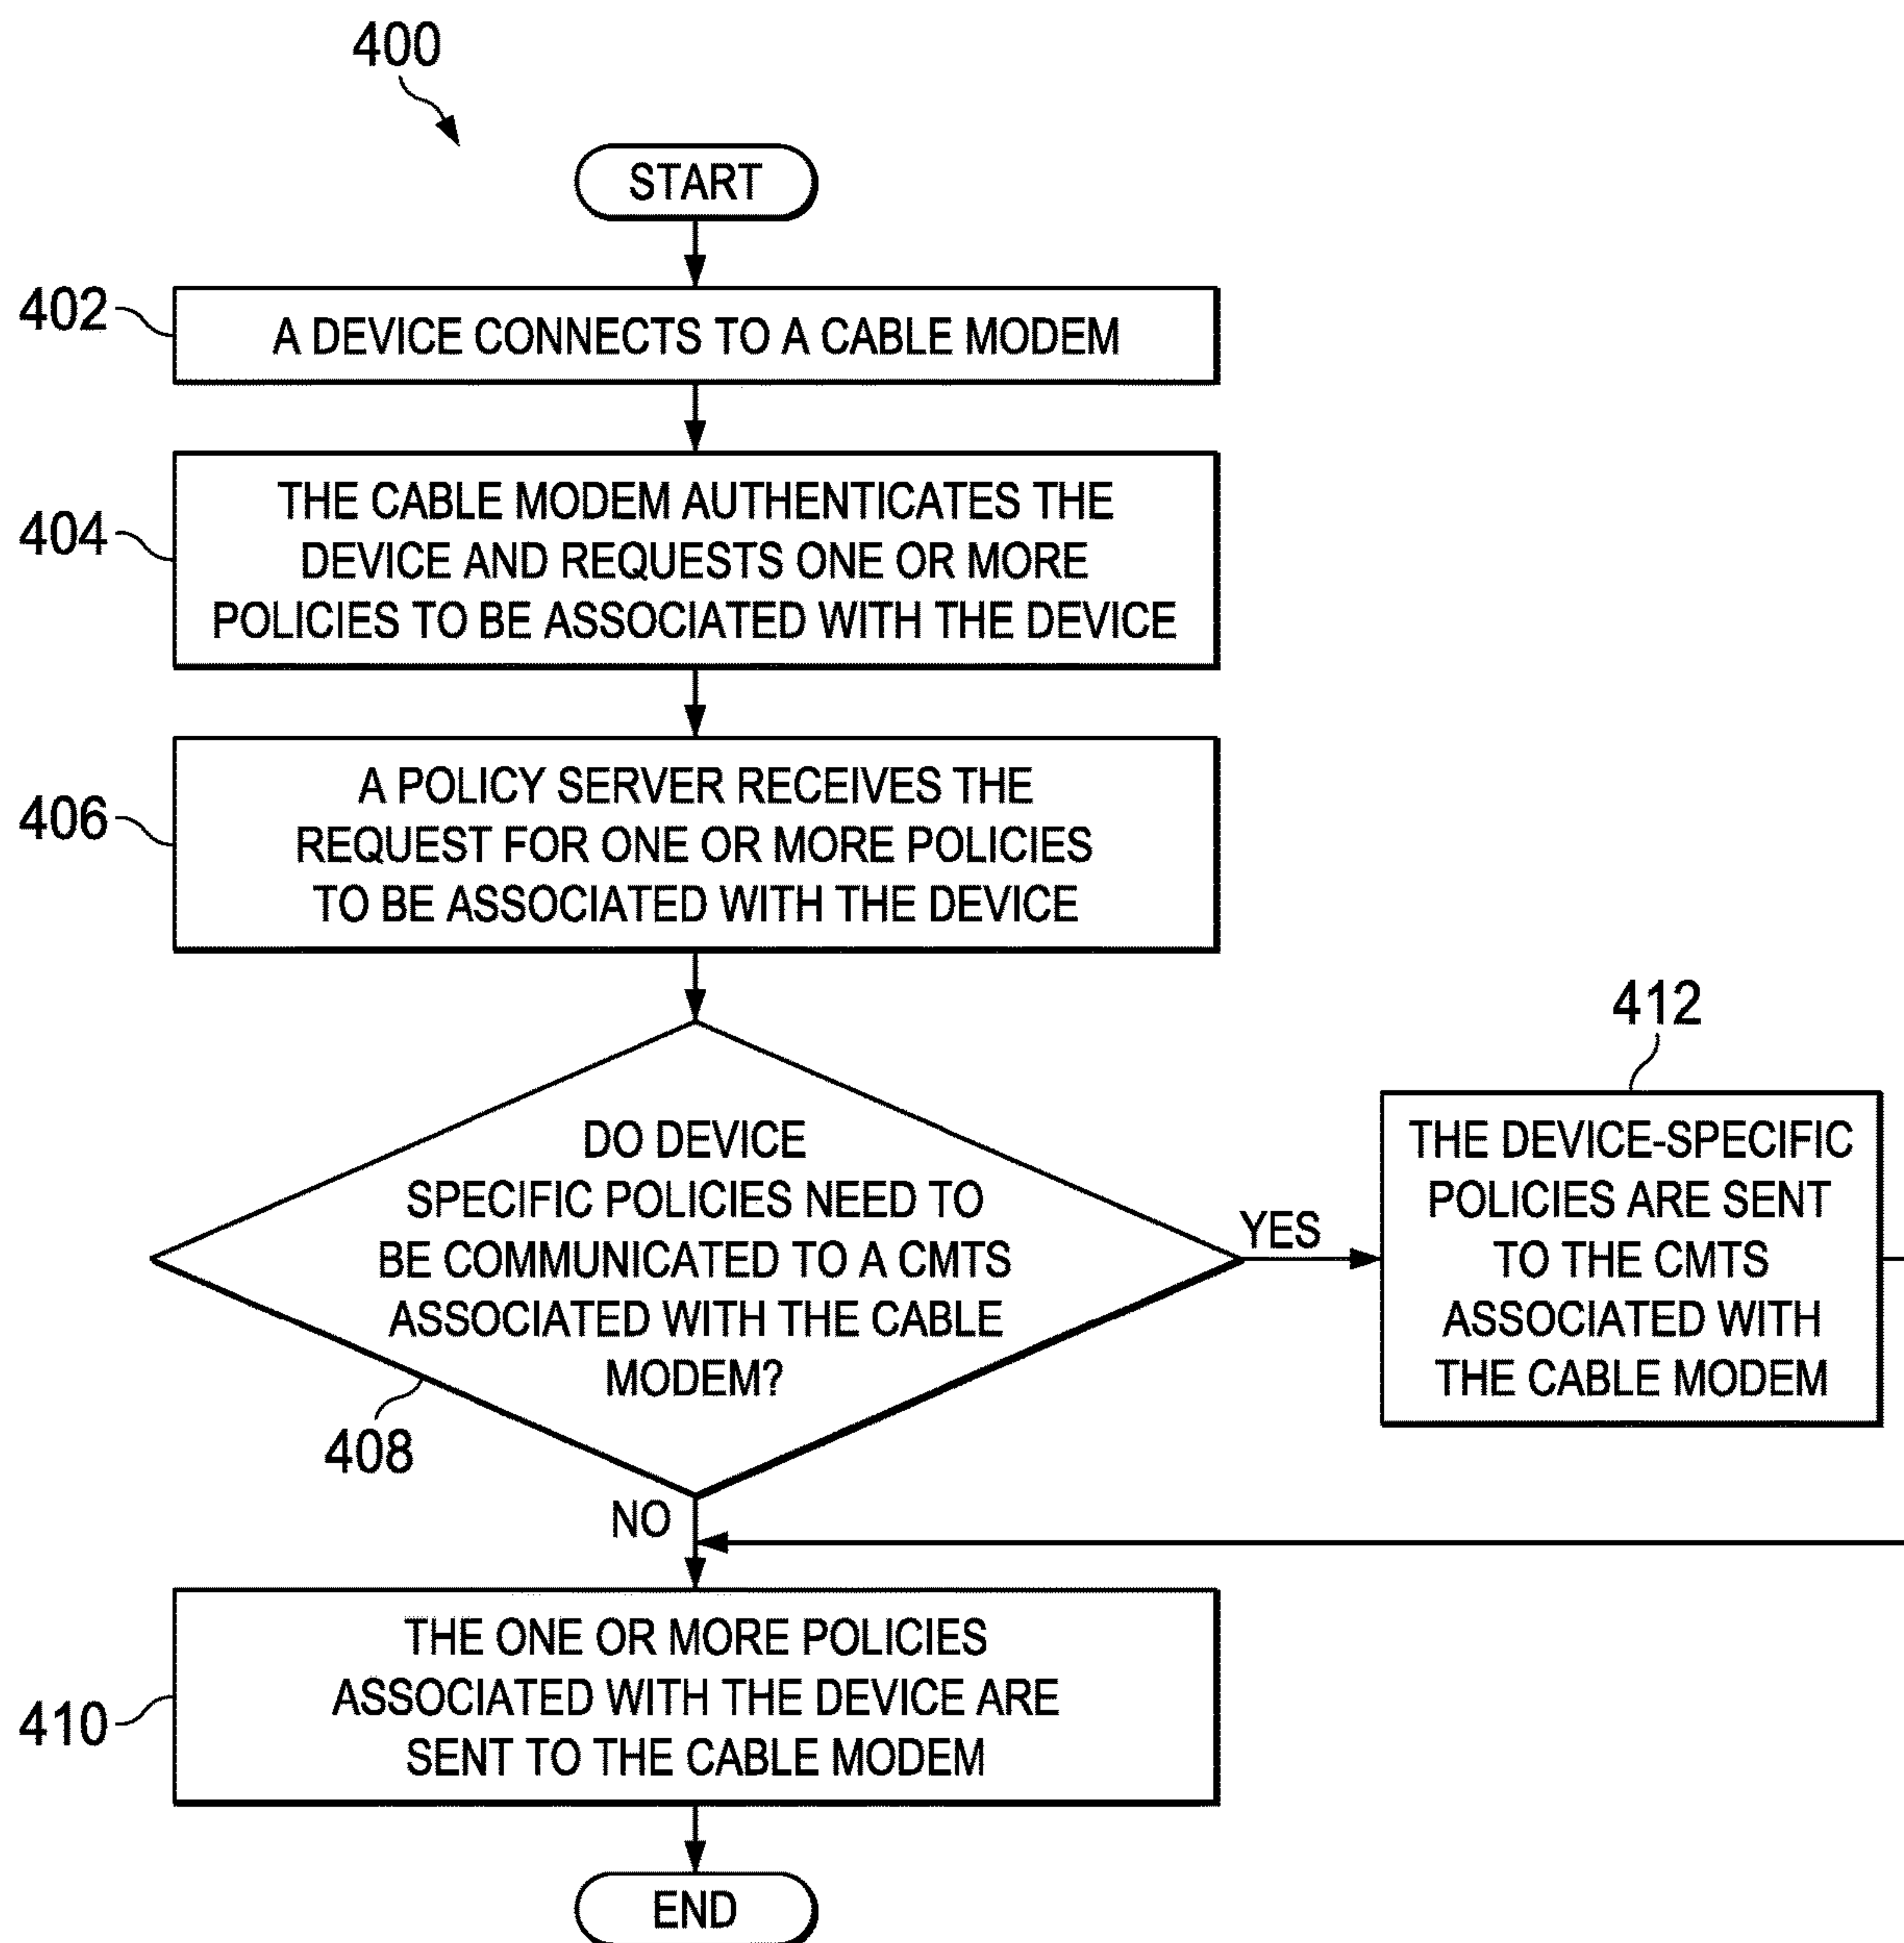 400
START
402
A DEVICE CONNECTS TO A CABLE MODEM
404
THE CABLE MODEM AUTHENTICATES THE
DEVICE AND REQUESTS ONE OR MORE
POLICIES TO BE ASSOCIATED WITH THE DEVICE
406
A POLICY SERVER RECEIVES THE
REQUEST FOR ONE OR MORE POLICIES
TO BE ASSOCIATED WITH THE DEVICE
DO DEVICE
SPECIFIC POLICIES NEED TO
BE COMMUNICATED TO A CMTS
ASSOCIATED WITH THE CABLE
MODEM?
408
YES
412
THE DEVICE-SPECIFIC
POLICIES ARE SENT
TO THE CMTS
ASSOCIATED WITH
THE CABLE MODEM
NO
410
THE ONE OR MORE POLICIES
ASSOCIATED WITH THE DEVICE ARE
SENT TO THE CABLE MODEM
END